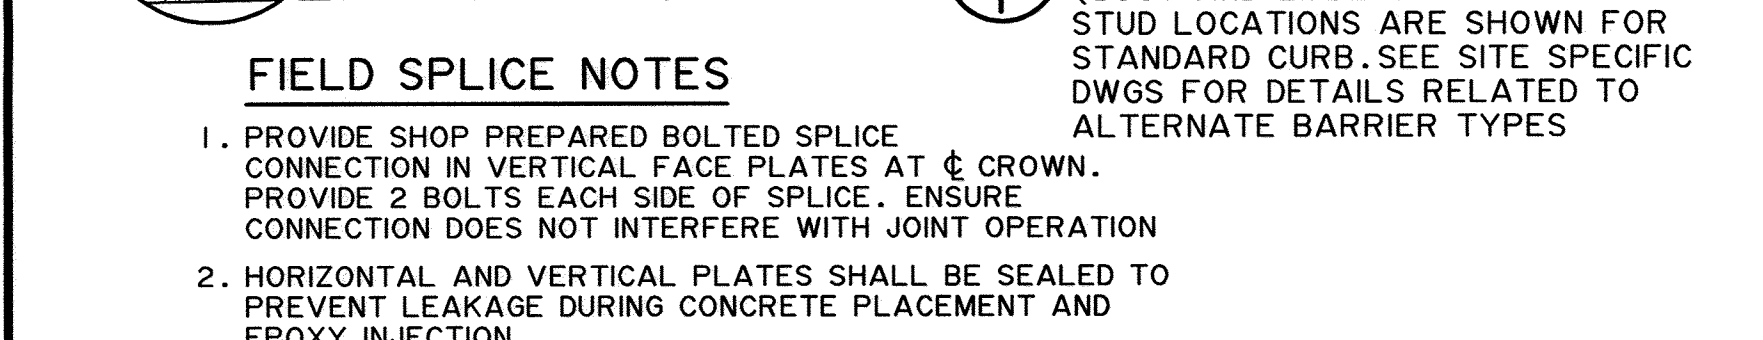 FIELD SPLICE NOTES
1. PROVIDE SHOP PREPARED BOLTED SPLICE
CONNECTION IN VERTICAL FACE PLATES AT ℄ CROWN.
PROVIDE 2 BOLTS EACH SIDE OF SPLICE. ENSURE
CONNECTION DOES NOT INTERFERE WITH JOINT OPERATION
2. HORIZONTAL AND VERTICAL PLATES SHALL BE SEALED TO
PREVENT LEAKAGE DURING CONCRETE PLACEMENT AND
EPOXY INJECTION
STUD LOCATIONS ARE SHOWN FOR
STANDARD CURB. SEE SITE SPECIFIC
DWGS FOR DETAILS RELATED TO
ALTERNATE BARRIER TYPES